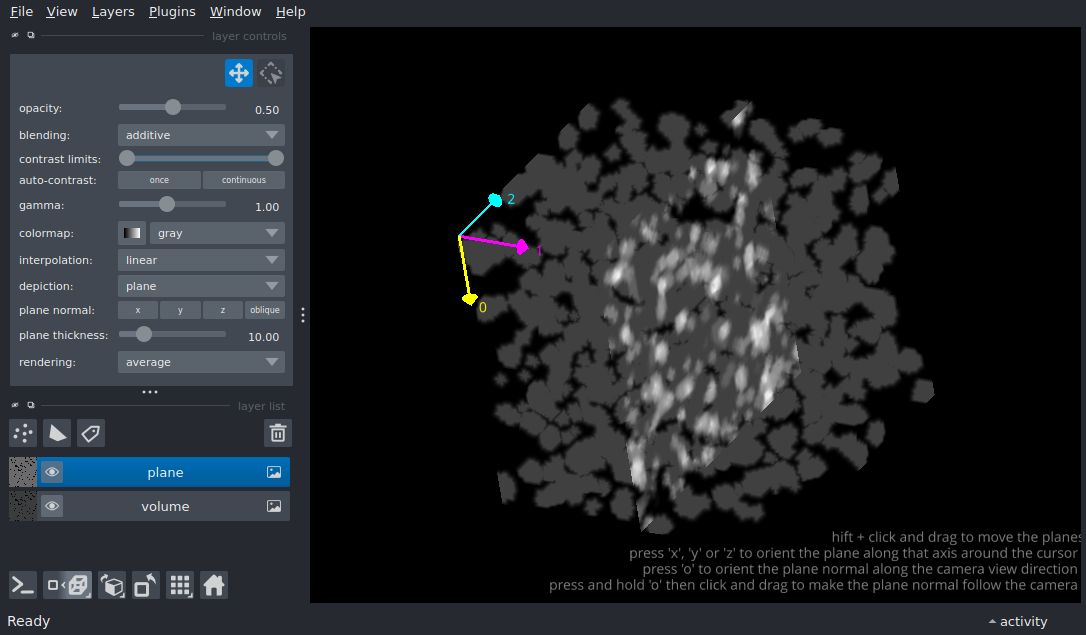 File View Layers Plugins Window Help
layer controls
opacity: 0.50
blending: additive
contrast limits:
auto-contrast: once continuous
gamma: 1.00
colormap: gray
interpolation: linear
depiction: plane
plane normal: x y z oblique
plane thickness: 10.00
rendering: average
layer list
plane
volume
2
1
0
hift + click and drag to move the planes
press 'x', 'y' or 'z' to orient the plane along that axis around the cursor
press 'o' to orient the plane normal along the camera view direction
press and hold 'o' then click and drag to make the plane normal follow the camera
Ready
activity